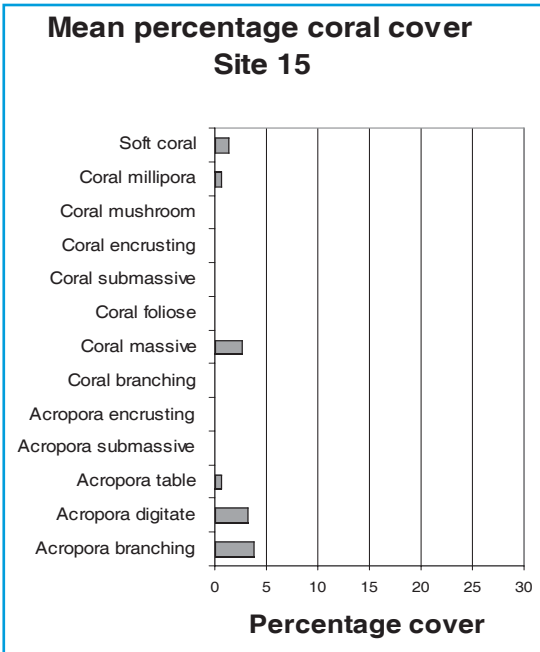 Mean percentage coral cover
Site 15
Soft coral
Coral millipora
Coral mushroom
Coral encrusting
Coral submassive
Coral foliose
Coral massive
Coral branching
Acropora encrusting
Acropora submassive
Acropora table
Acropora digitate
Acropora branching
0 5 10 15 20 25 30
Percentage cover